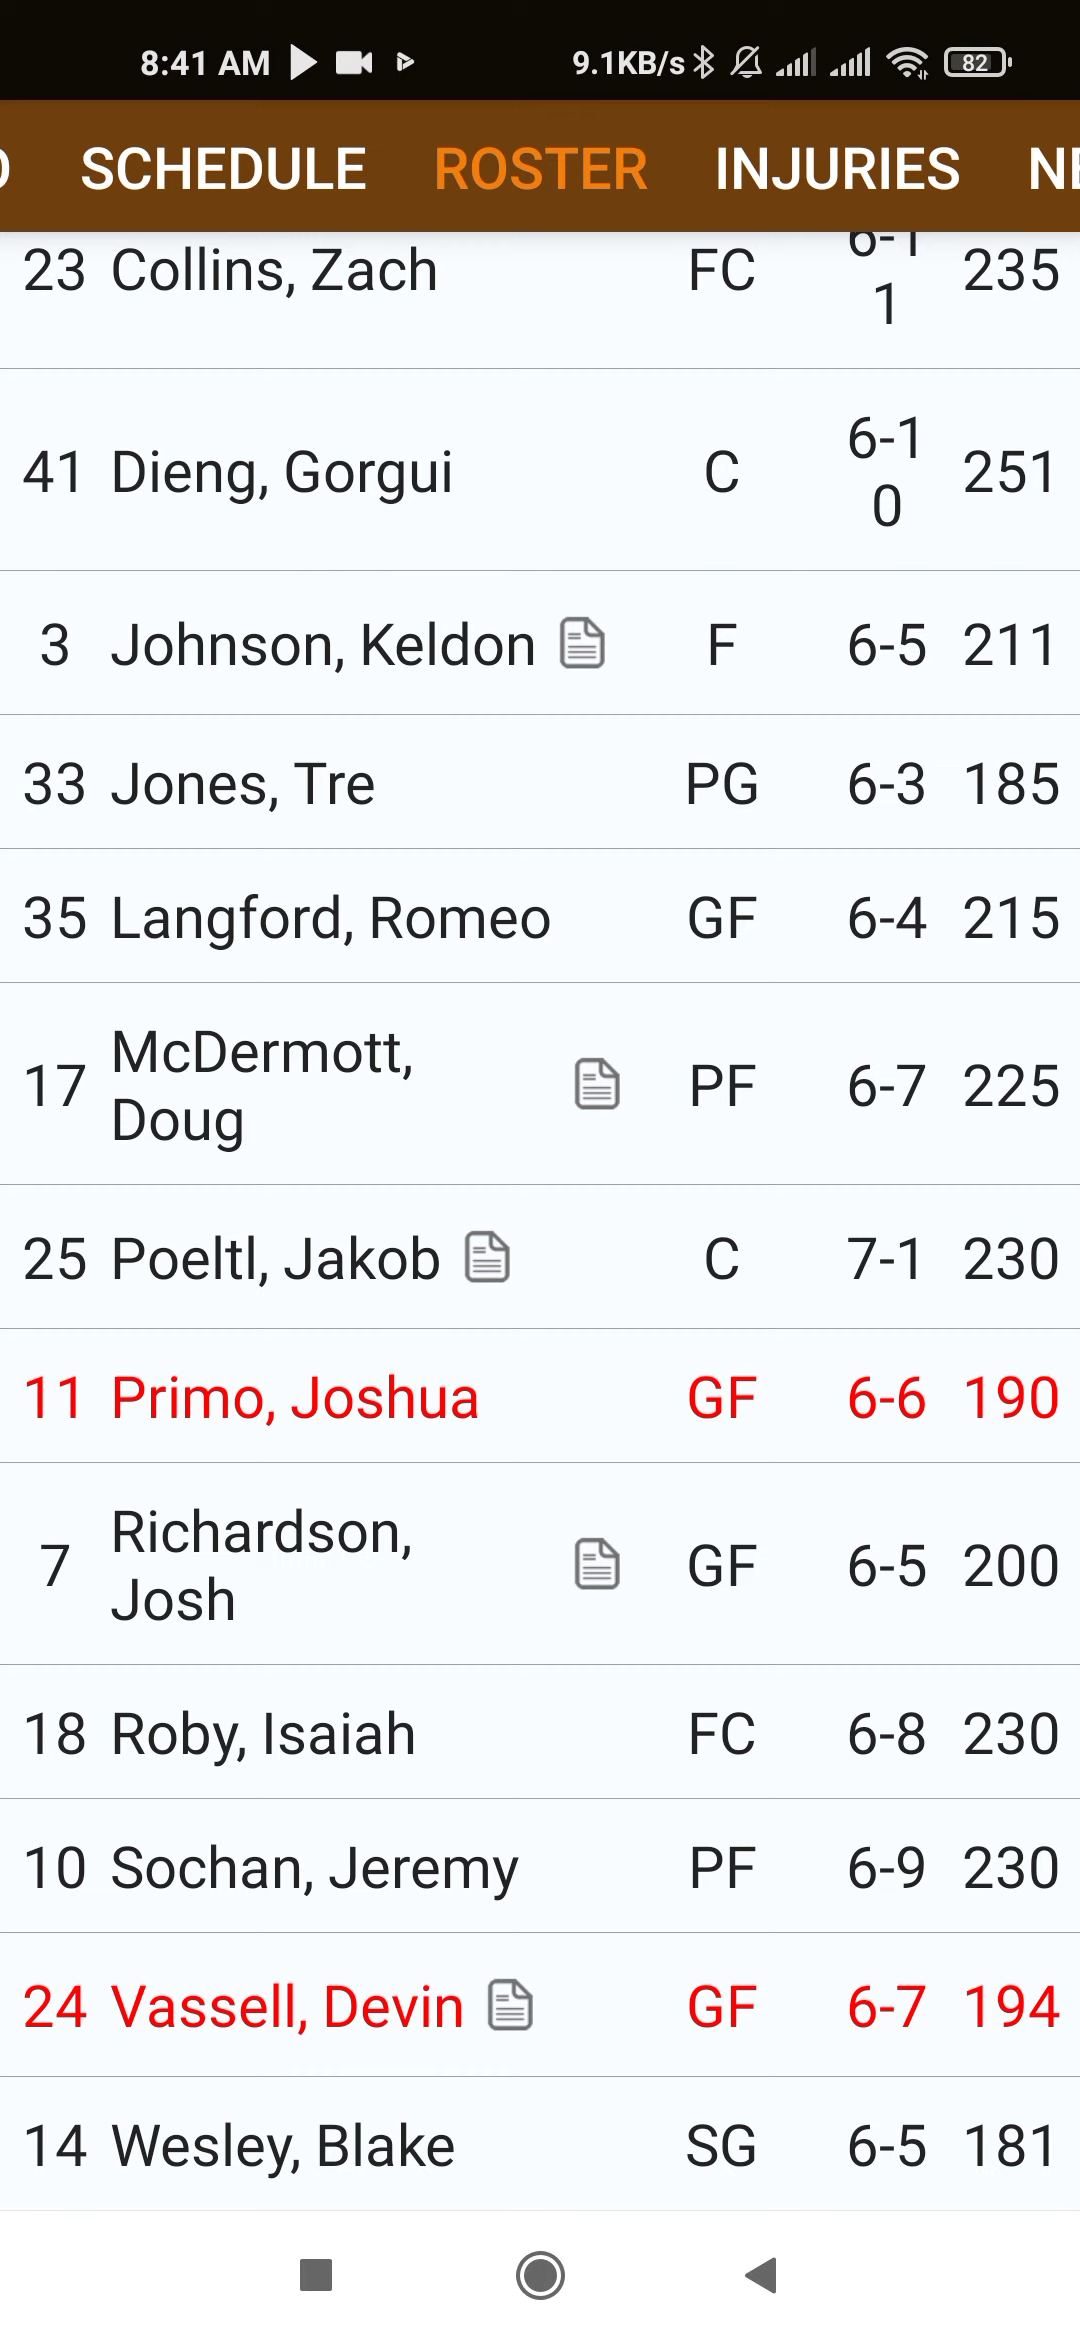 8:41 AM 9.1KB/s 82
SCHEDULE ROSTER INJURIES
23 Collins, Zach FC 6-1
1 235
41 Dieng, Gorgui C 6-1
0 251
3 Johnson, Keldon F 6-5 211
33 Jones, Tre PG 6-3 185
35 Langford, Romeo GF 6-4 215
17 McDermott,
Doug PF 6-7 225
25 Poeltl, Jakob C 7-1 230
11 Primo, Joshua GF 6-6 190
7 Richardson,
Josh GF 6-5 200
18 Roby, Isaiah FC 6-8 230
10 Sochan, Jeremy PF 6-9 230
24 Vassell, Devin GF 6-7 194
14 Wesley, Blake SG 6-5 181